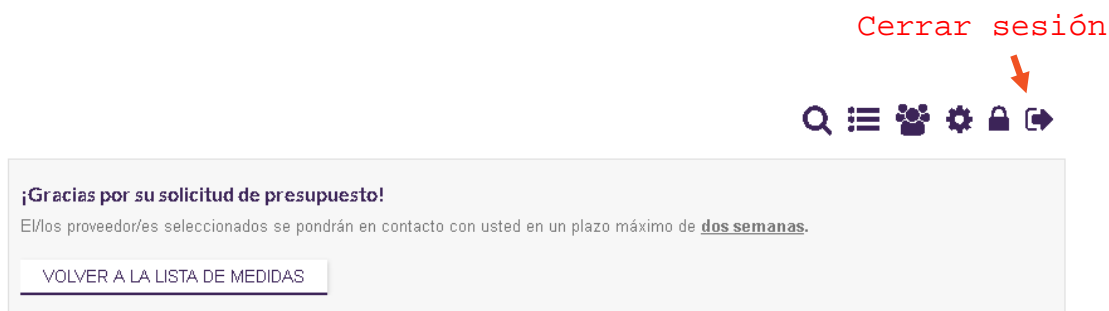 Cerrar sesión
¡Gracias por su solicitud de presupuesto!
El/los proveedor/es seleccionados se pondrán en contacto con usted en un plazo máximo de dos semanas.
VOLVER A LA LISTA DE MEDIDAS